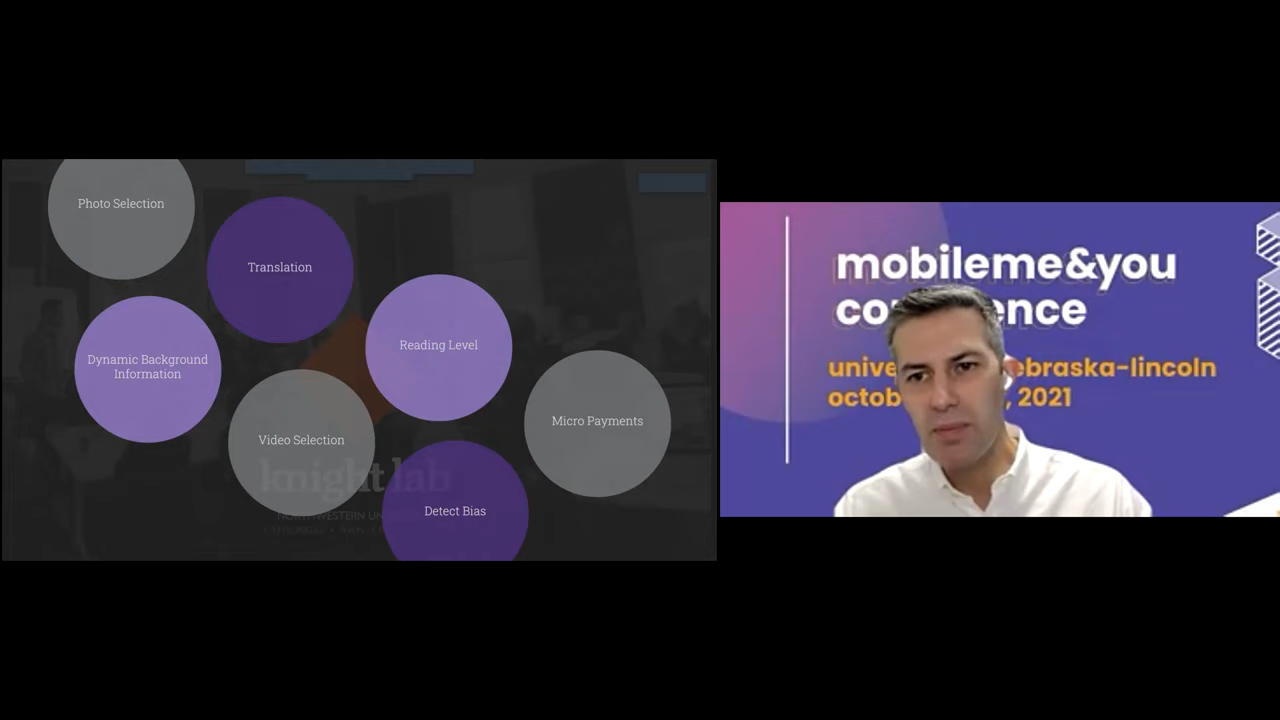 Photo Selection
Translation
Reading Level
Dynamic Background
Information
Micro Payments
Video Selection
knight lab
Detect Bias
mobileme&you
co ence
unive ebraska-lincoln
octob , 2021